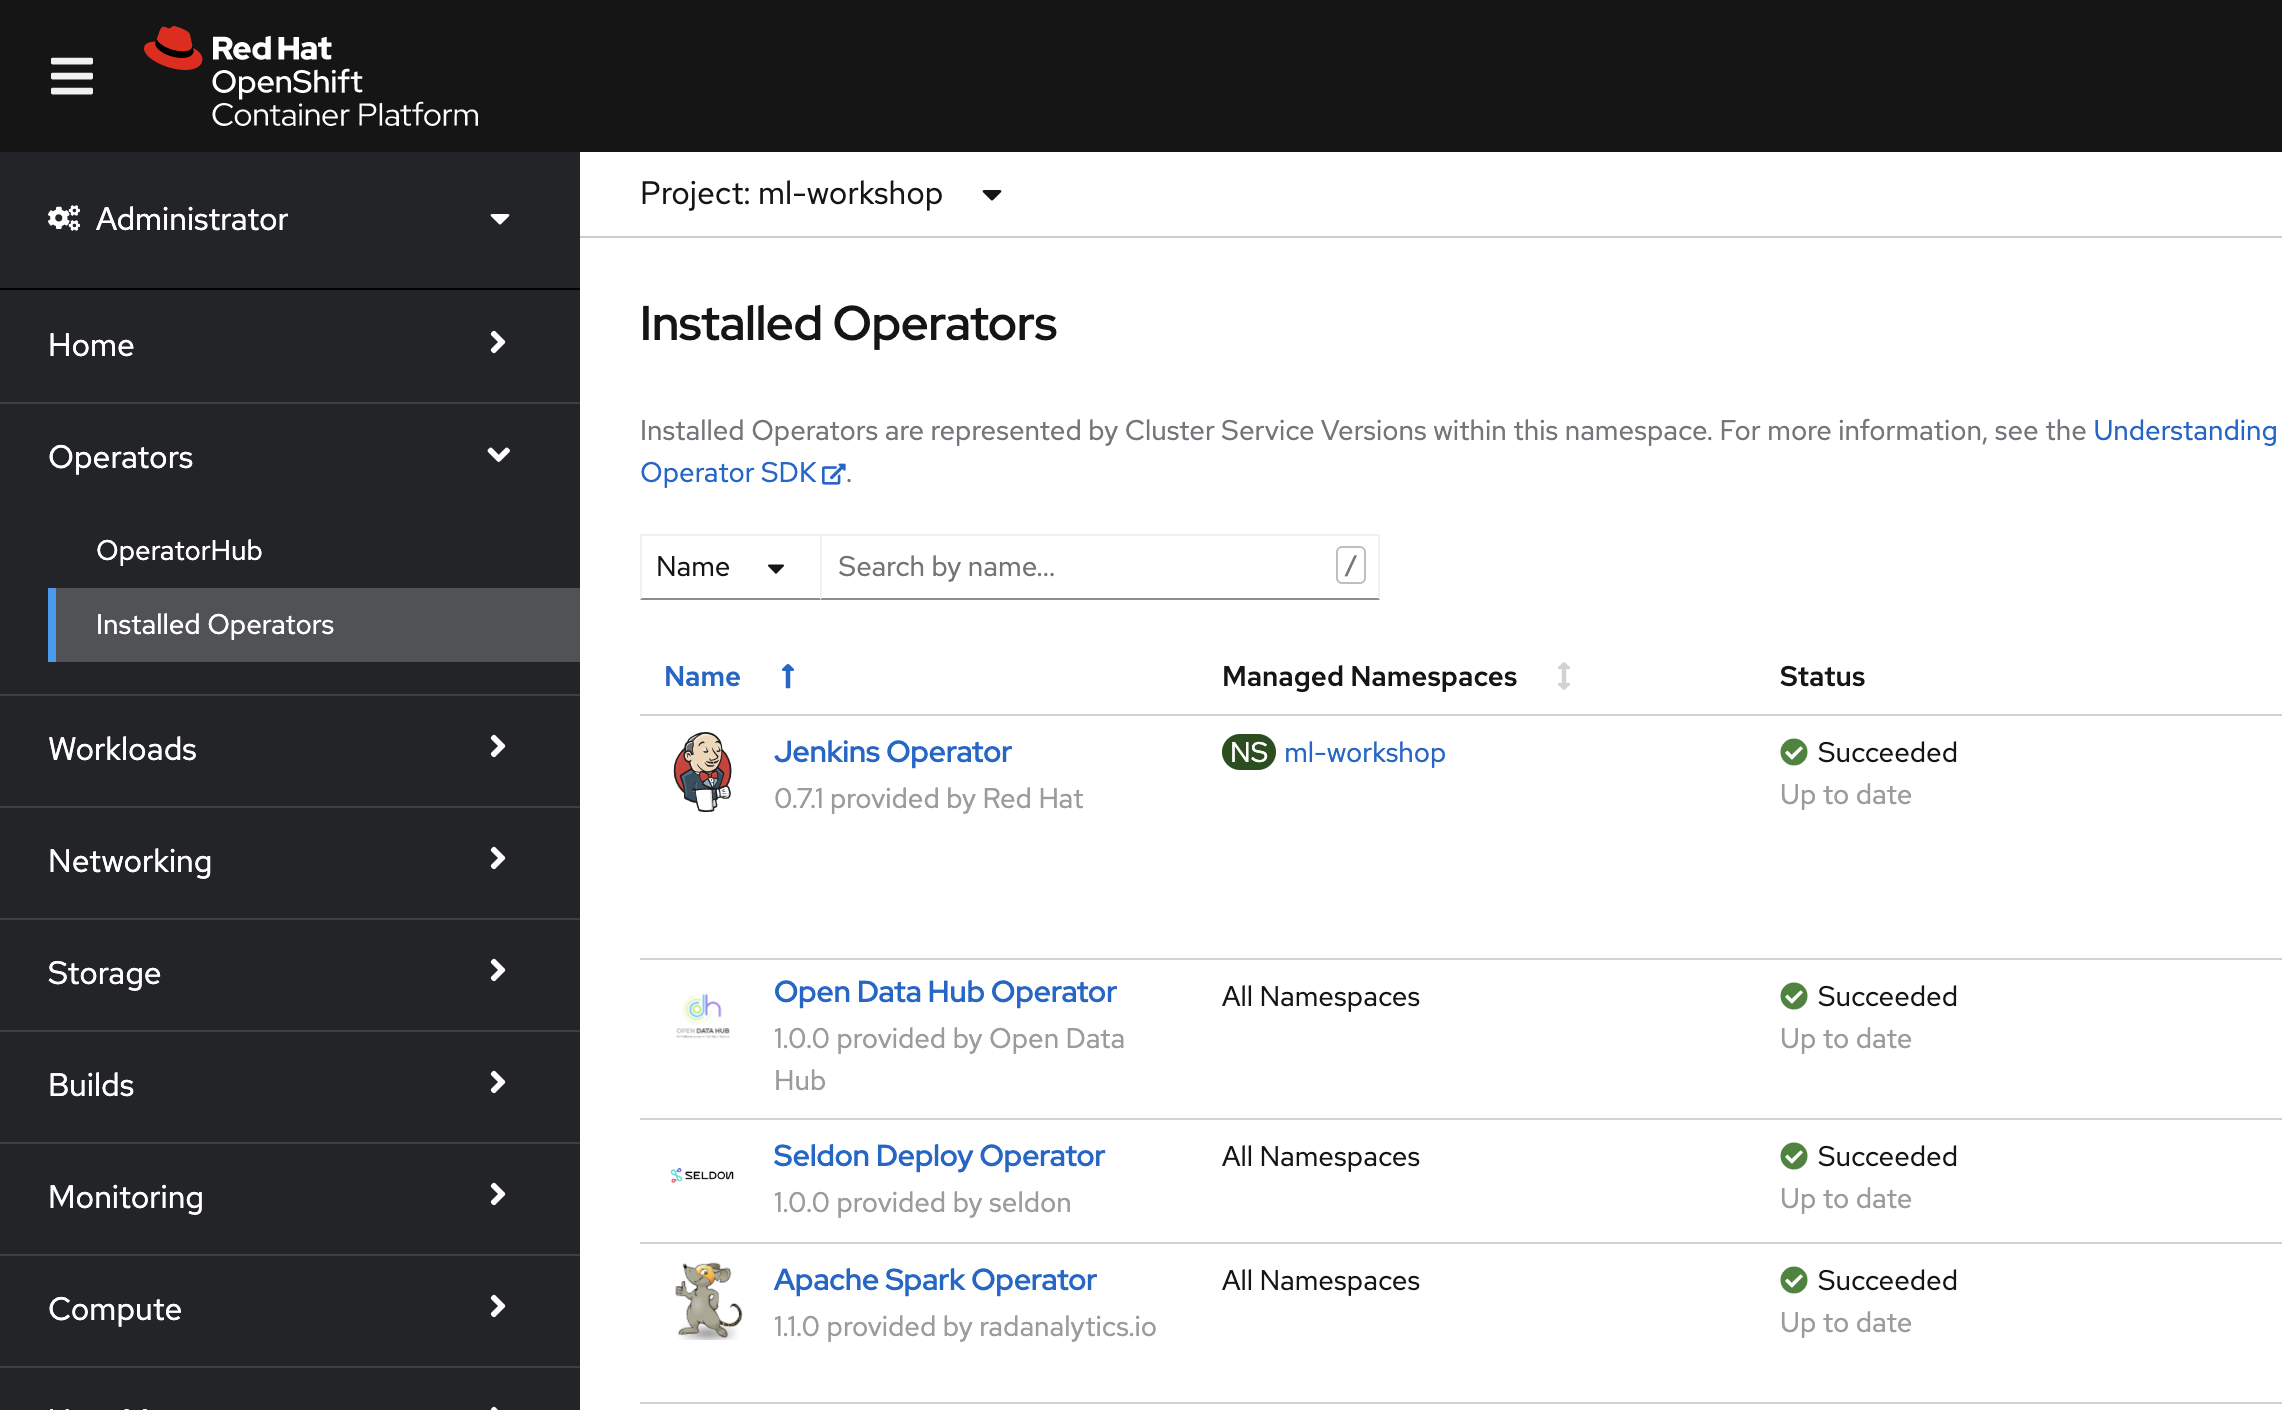 Red Hat
OpenShift
Container Platform
Administrator
Home
Operators
OperatorHub
Installed Operators
Workloads
Networking
Storage
Builds
Monitoring
Compute
Project: ml-workshop
Installed Operators
Installed Operators are represented by Cluster Service Versions within this namespace. For more information, see the Understanding
Operator SDK.
Name
Search by name...
/
Name
Managed Namespaces
Status
Jenkins Operator
0.7.1 provided by Red Hat
NS ml-workshop
Succeeded
Up to date
OPEN DATA HUB
Open Data Hub Operator
1.0.0 provided by Open Data
Hub
All Namespaces
Succeeded
Up to date
SELDON
Seldon Deploy Operator
1.0.0 provided by seldon
All Namespaces
Succeeded
Up to date
Apache Spark Operator
1.1.0 provided by radanalytics.io
All Namespaces
Succeeded
Up to date